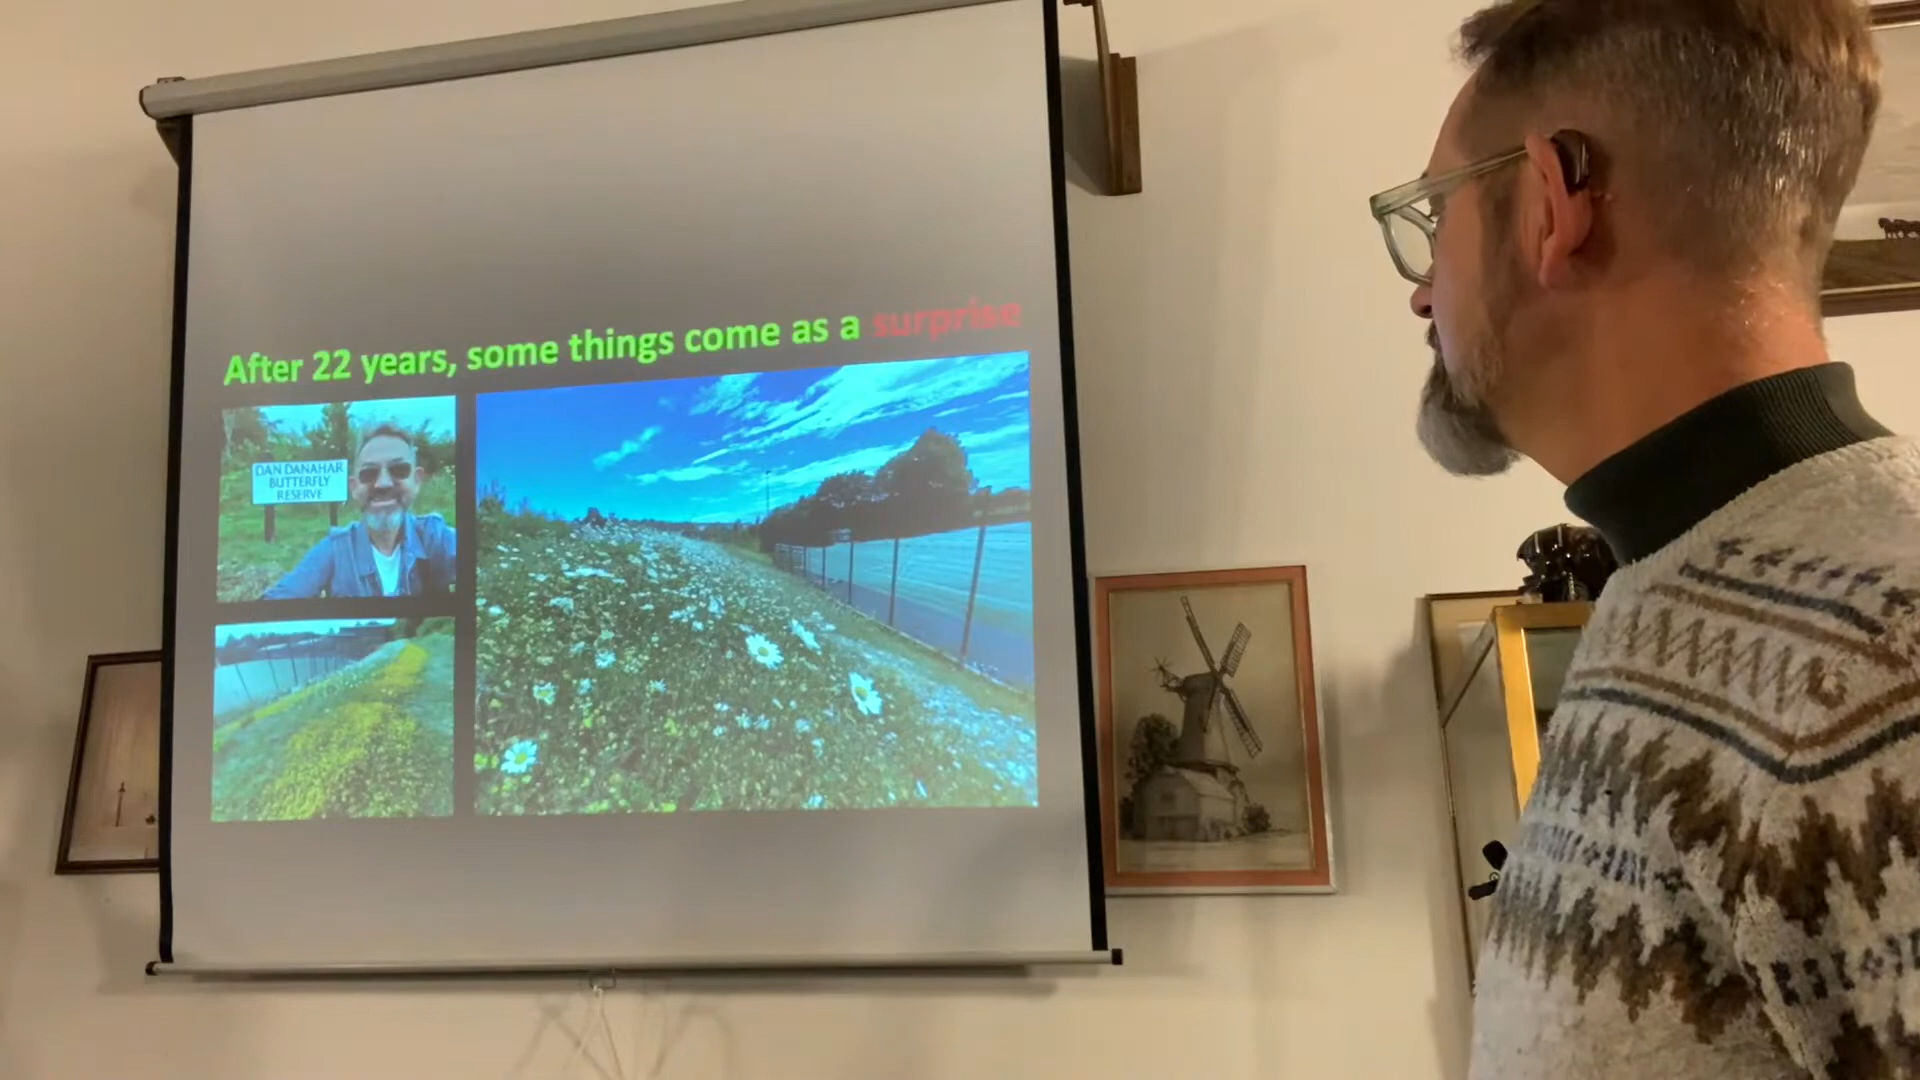 After 22 years, some things come as a surprise
DAN DANAHAR
BUTTERFLY
RESERVE